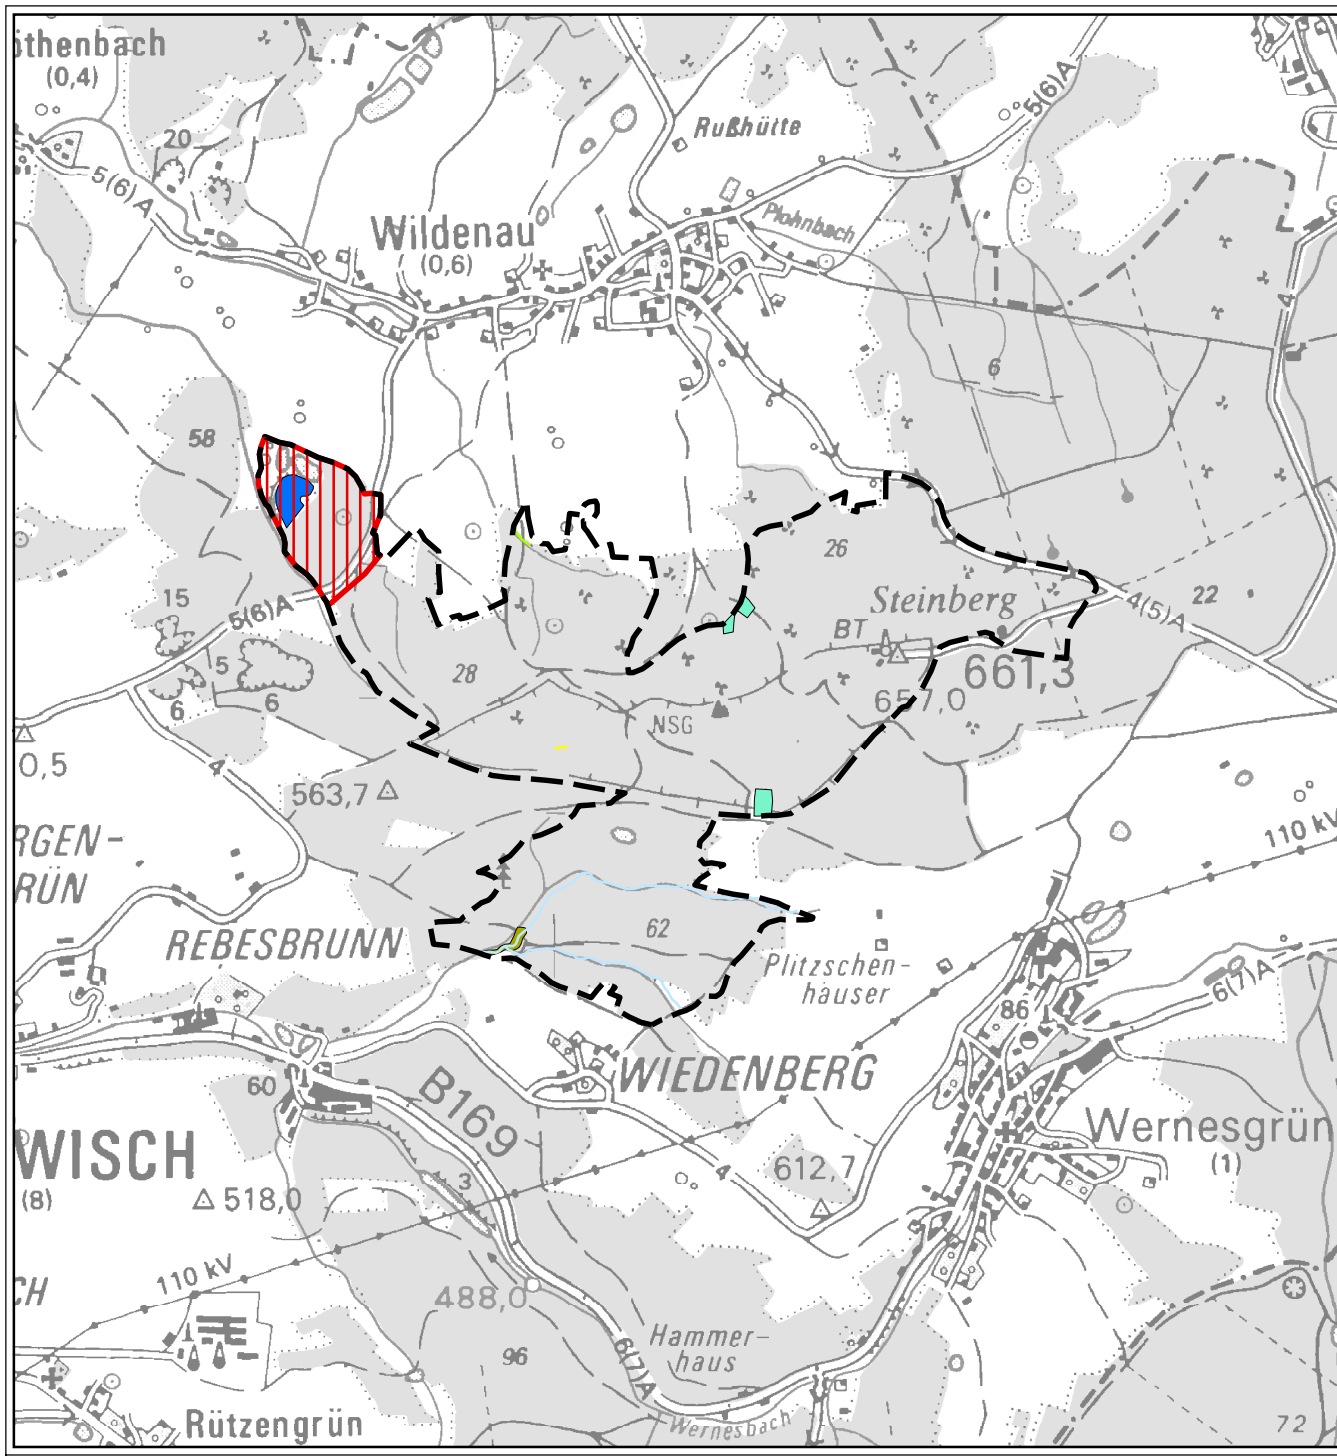 öthenbach
(0,4)
20
5(6)A
Rußhütte
5(6)A
Plohnbach
Wildenau
(0,6)
4
6
58
26
15
5(6)A
Steinberg
BT
661,3
657,0
4(5)A
22
5
6
6
28
NSG
0,5
4
563,7
RGEN-
RÜN
110 kV
REBESBRUNN
62
Plitzschen-
häuser
86
6(7)A
60
WIEDENBERG
B169
WISCH
(8)
518,0
3
4
612,7
Wernesgrün
(1)
110 kV
CH
488,0
Hammer-
haus
96
6(7)A
Wernesbach
Rützengrün
72